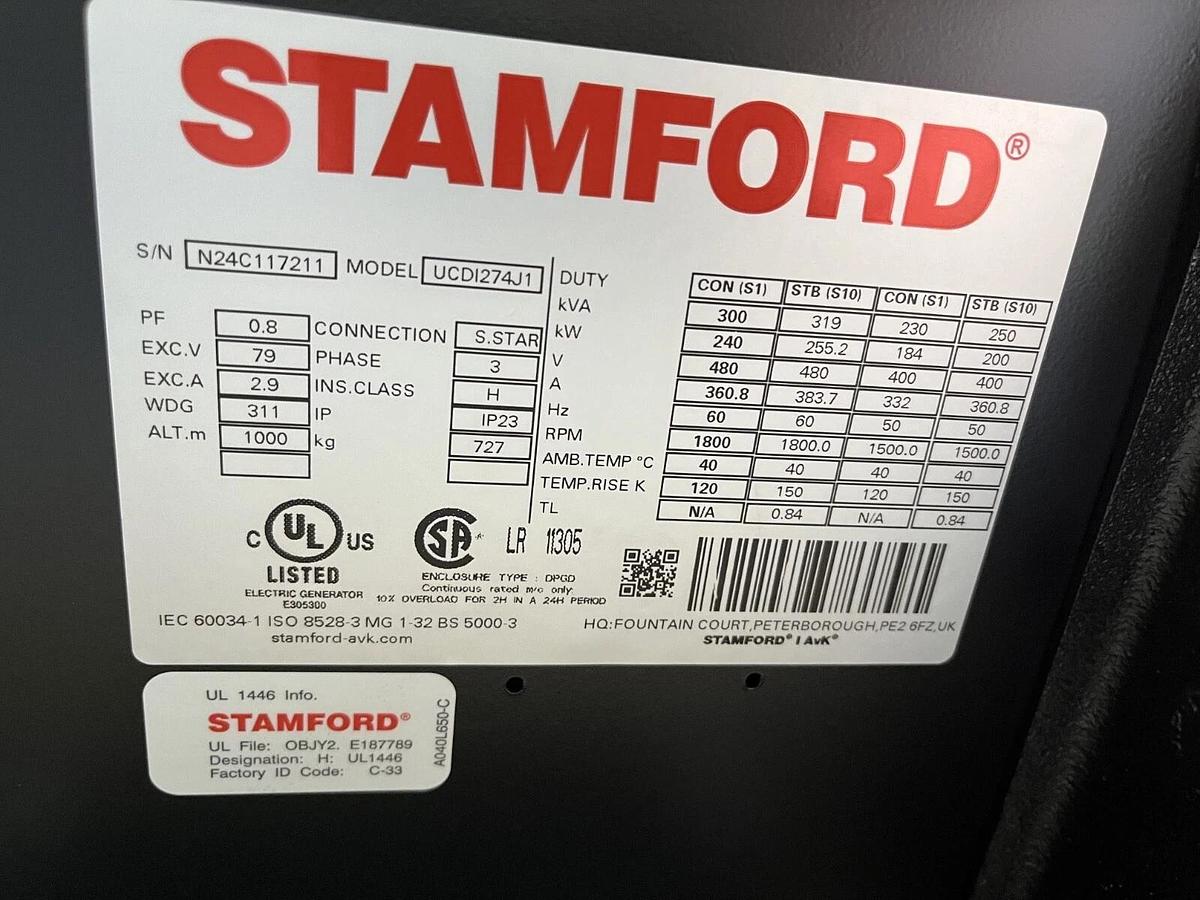 STAMFORD®
S/N N24C117211 MODEL UCDI274J1
PF 0.8 CONNECTION S.STAR
EXC.V 79 PHASE 3
EXC.A 2.9 INS.CLASS H
WDG 311 IP IP23
ALT.m 1000 kg 727
DUTY CON (S1) STB (S10) CON (S1) STB (S10)
kVA 300 319 230 250
kW 240 255.2 184 200
V 480 480 400 400
A 360.8 383.7 332 360.8
Hz 60 60 50 50
RPM 1800 1800.0 1500.0 1500.0
AMB.TEMP °C 40 40 40 40
TEMP.RISE K 120 150 120 150
TL N/A 0.84 N/A 0.84
C UL US
LISTED
ELECTRIC GENERATOR
E305300
SA LR 11305
ENCLOSURE TYPE : DPGD
Continuous rated m/c only
10% OVERLOAD FOR 2H IN A 24H PERIOD
IEC 60034-1 ISO 8528-3 MG 1-32 BS 5000-3
stamford-avk.com
HQ:FOUNTAIN COURT,PETERBOROUGH,PE2 6FZ,UK
STAMFORD® | AvK®
UL 1446 Info.
STAMFORD®
UL File: OBJY2. E187789
Designation: H: UL1446
Factory ID Code: C-33
A040L650-C